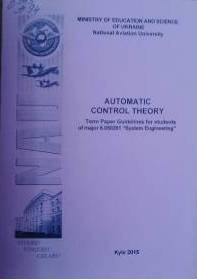 MINISTRY OF EDUCATION AND SCIENCE
OF UKRAINE
National Aviation University
AUTOMATIC
CONTROL THEORY
Term Paper Guidelines for students
of major 6.050201 "System Engineering"
NAU
Kyiv 2015